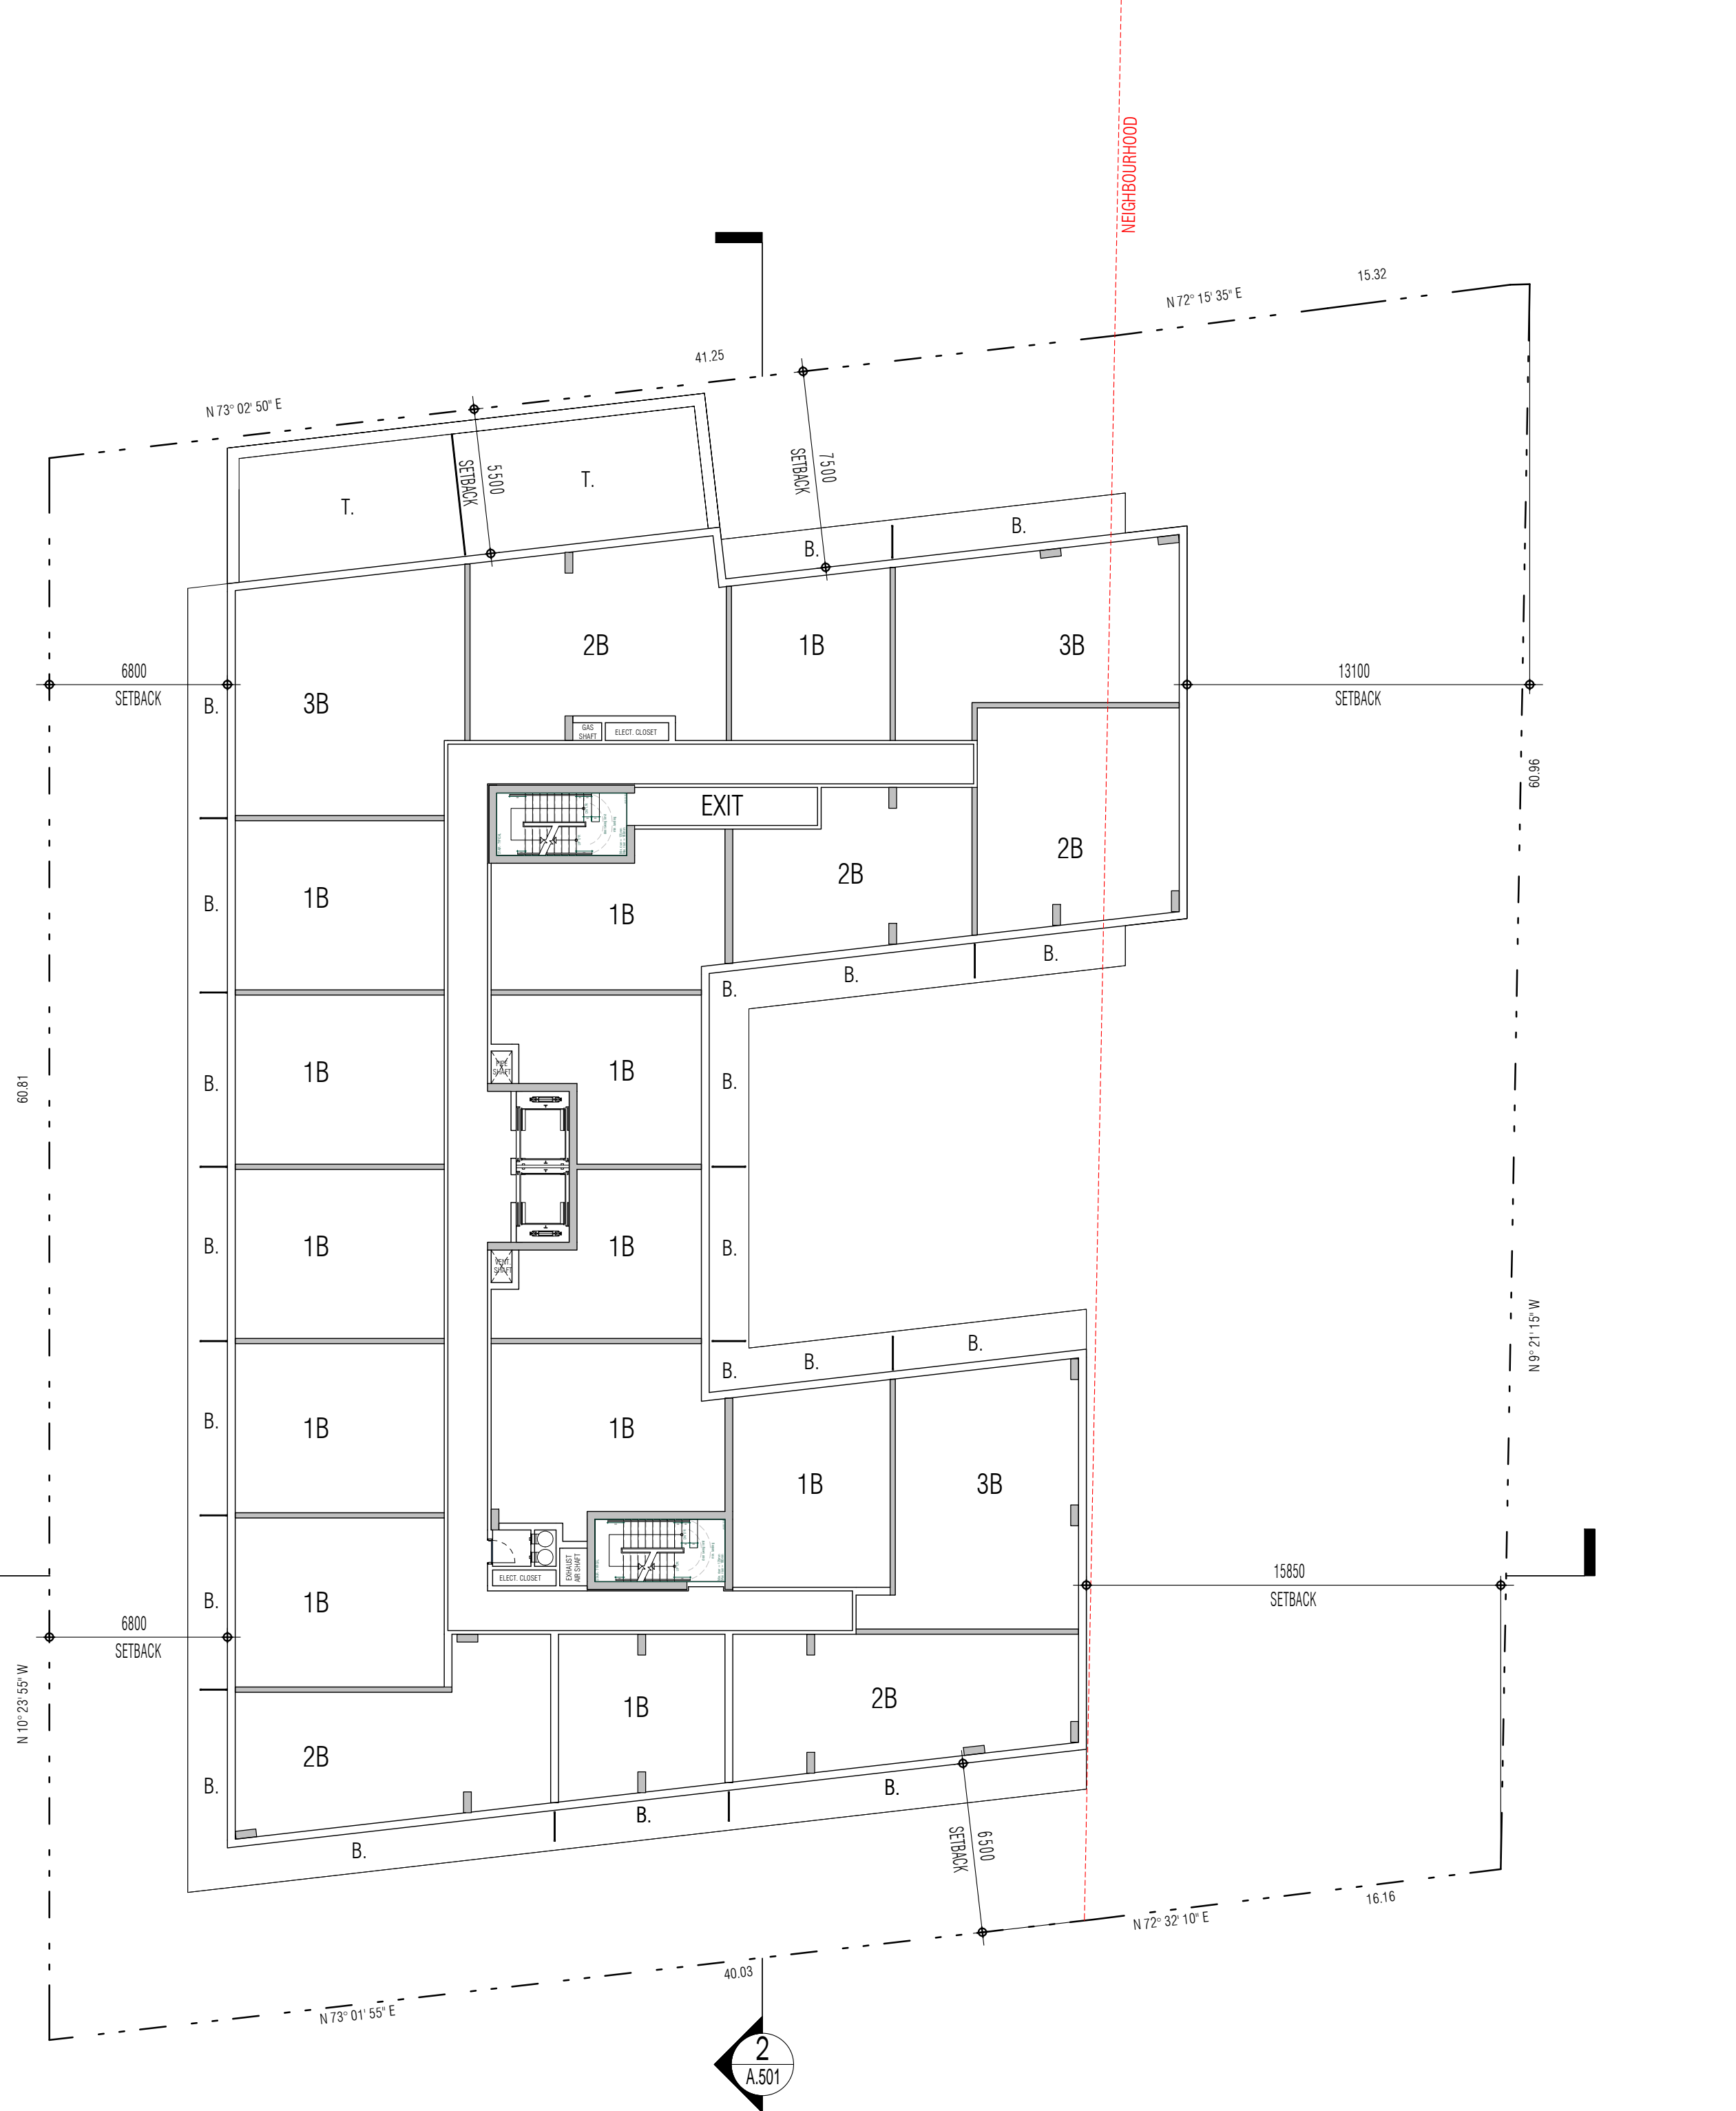 NEIGHBOURHOOD
15.32
N 72° 15' 35" E
41.25
N 73° 02' 50" E
SETBACK
5500
SETBACK
7500
T.
T.
B.
B.
2B
1B
3B
6800
SETBACK
B.
3B
13100
SETBACK
GAS
SHAFT
ELECT. CLOSET
60.96
EXIT
2B
2B
1B
B.
1B
B.
B.
B.
1B
1B
B.
B.
PIPE
SHAFT
60.81
B.
1B
1B
B.
VENT.
SHAFT
N 9° 21' 15" W
B.
B.
B.
B.
1B
1B
1B
3B
EXHAUST
AIR SHAFT
ELECT. CLOSET
15850
SETBACK
B.
1B
6800
SETBACK
N 10° 23' 55" W
1B
2B
2B
B.
B.
B.
B.
SETBACK
6500
16.16
N 72° 32' 10" E
40.03
N 73° 01' 55" E
2
A.501